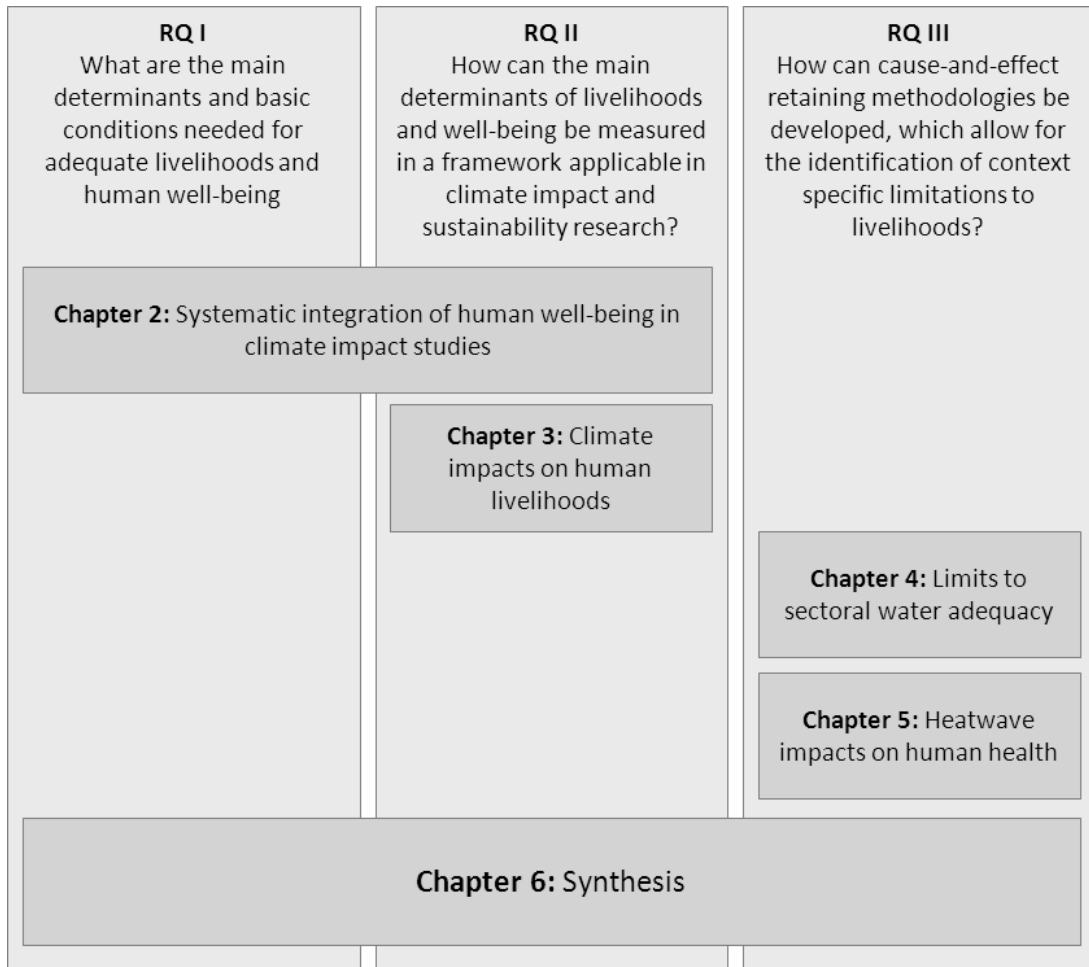 RQ I
What are the main
determinants and basic
conditions needed for
adequate livelihoods and
human well-being
RQ II
How can the main
determinants of livelihoods
and well-being be measured
in a framework applicable in
climate impact and
sustainability research?
RQ III
How can cause-and-effect
retaining methodologies be
developed, which allow for
the identification of context
specific limitations to
livelihoods?
Chapter 2: Systematic integration of human well-being in
climate impact studies
Chapter 3: Climate
impacts on human
livelihoods
Chapter 4: Limits to
sectoral water adequacy
Chapter 5: Heatwave
impacts on human health
Chapter 6: Synthesis